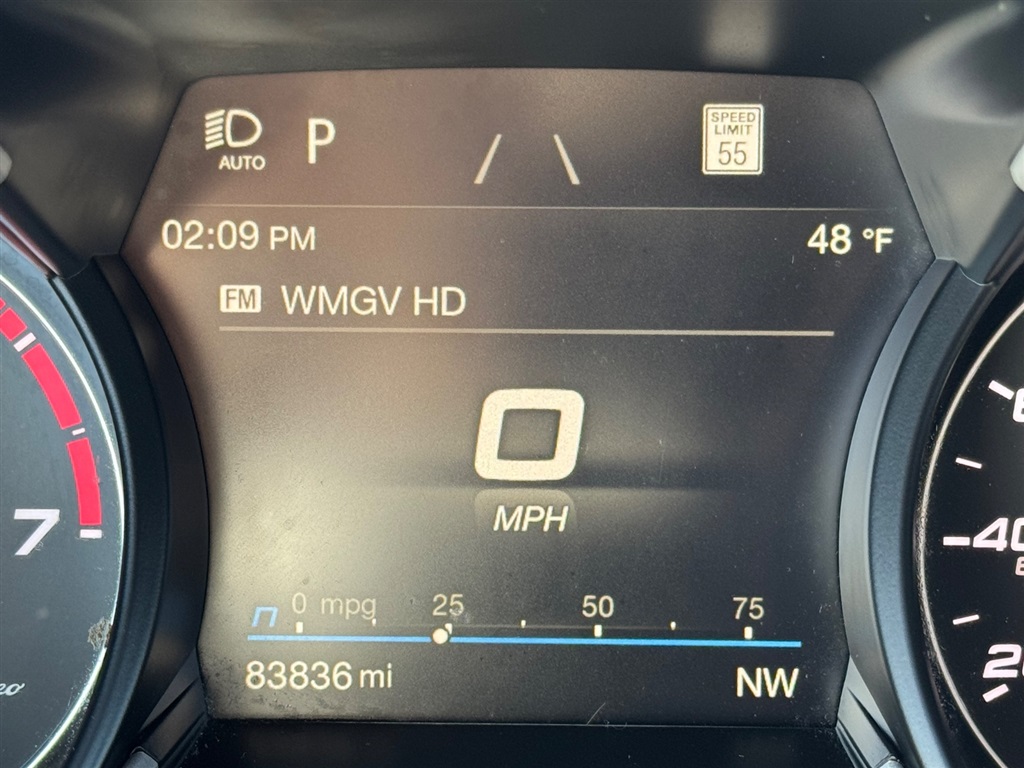 AUTO P
SPEED
LIMIT
55
02:09 PM 48 °F
FM WMGV HD
0
MPH
n 0 mpg 25 50 75
83836 mi NW
7